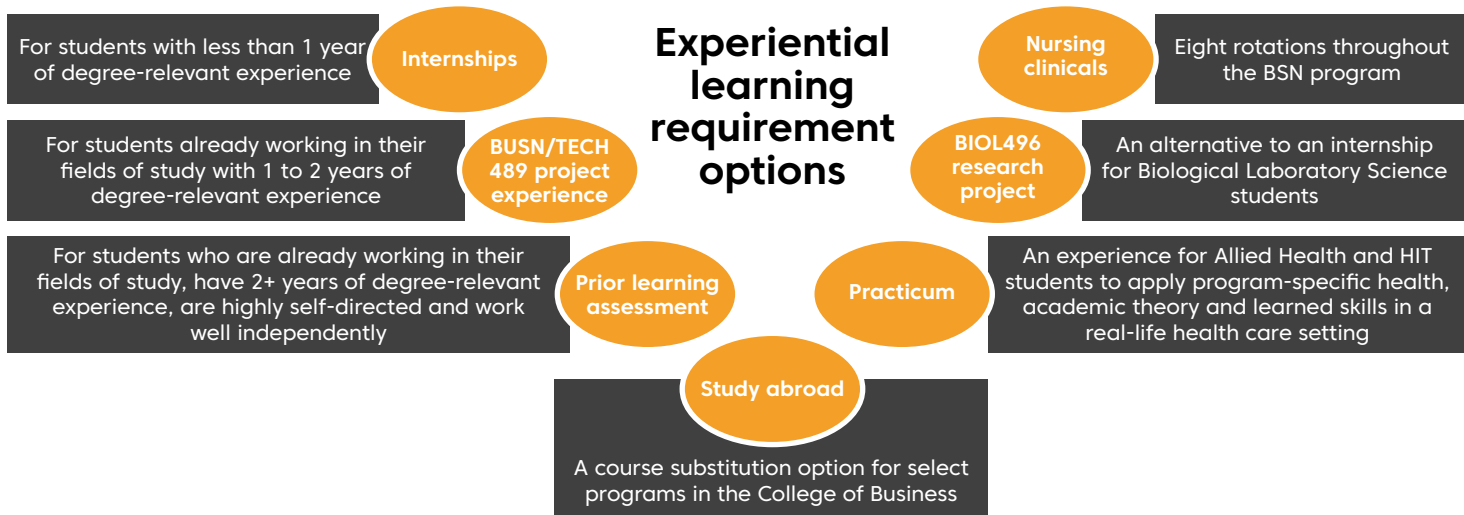 Experiential
learning
requirement
options
For students with less than 1 year
of degree-relevant experience
Internships
For students already working in their
fields of study with 1 to 2 years of
degree-relevant experience
BUSN/TECH
489 project
experience
For students who are already working in their
fields of study, have 2+ years of degree-relevant
experience, are highly self-directed and work
well independently
Prior learning
assessment
Nursing
clinicals
Eight rotations throughout
the BSN program
BIOL496
research
project
An alternative to an internship
for Biological Laboratory Science
students
Practicum
An experience for Allied Health and HIT
students to apply program-specific health,
academic theory and learned skills in a
real-life health care setting
Study abroad
A course substitution option for select
programs in the College of Business